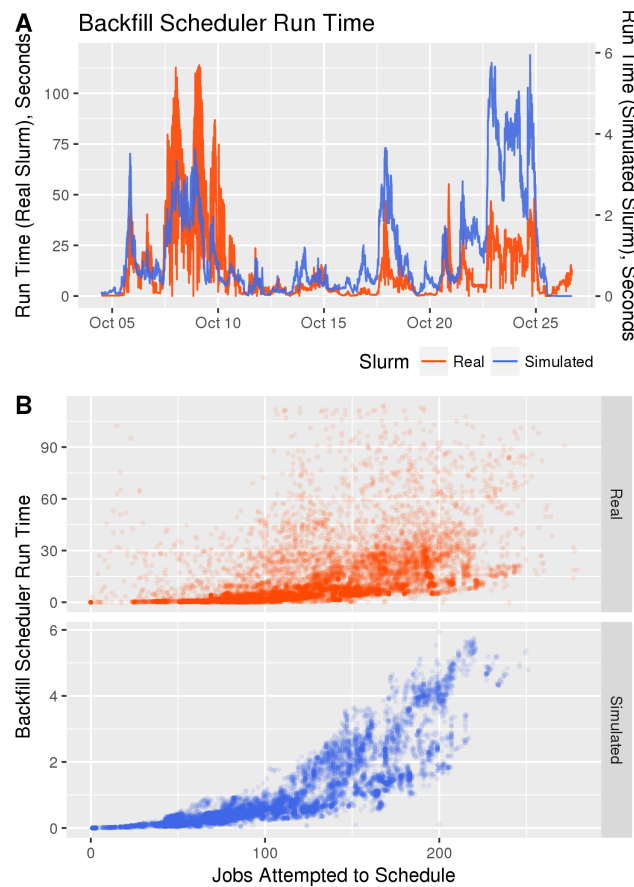 A
Backfill Scheduler Run Time
Run Time (Real Slurm), Seconds
100
75
50
25
0
6
4
2
0
Run Time (Simulated Slurm), Seconds
Oct 05
Oct 10
Oct 15
Oct 20
Oct 25
Slurm
Real
Simulated
B
Backfill Scheduler Run Time
90
60
30
0
Real
6
4
2
0
Simulated
0
100
200
Jobs Attempted to Schedule